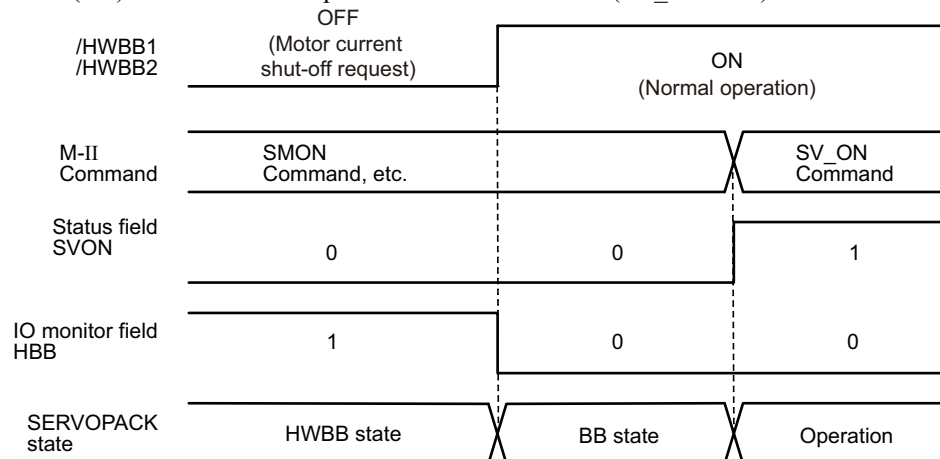 OFF
(Motor current
shut-off request)
/HWBB1
/HWBB2
ON
(Normal operation)
M-II
Command
SMON
Command, etc.
SV_ON
Command
Status field
SVON
0
0
1
IO monitor field
HBB
1
0
0
SERVOPACK
state
HWBB state
BB state
Operation